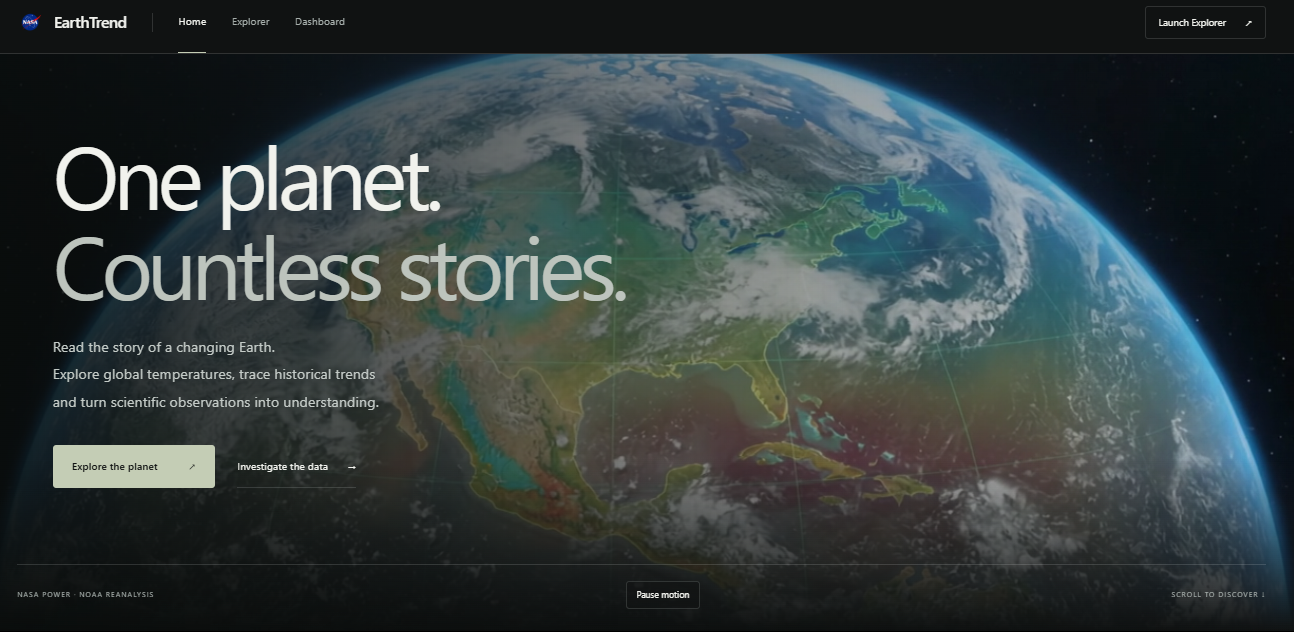 NASA
EarthTrend
Home
Explorer
Dashboard
Launch Explorer ↗
One planet.
Countless stories.
Read the story of a changing Earth.
Explore global temperatures, trace historical trends
and turn scientific observations into understanding.
Explore the planet ↗
Investigate the data →
NASA POWER · NOAA REANALYSIS
Pause motion
SCROLL TO DISCOVER ↓